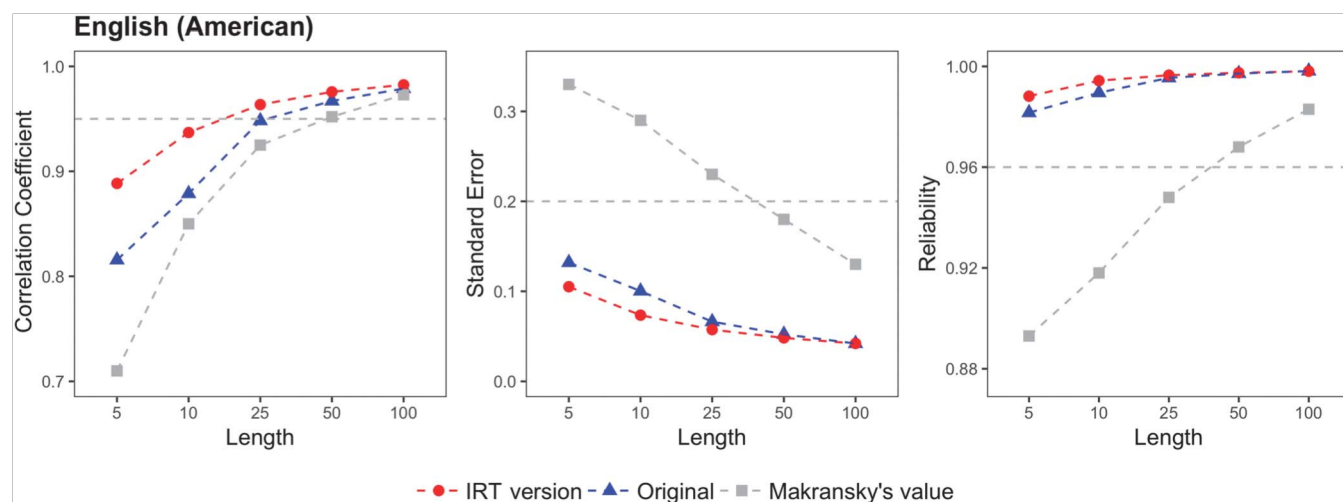 English (American)
Correlation Coefficient
1.0
0.9
0.8
0.7
5 10 25 50 100
Length
Standard Error
0.3
0.2
0.1
0.0
5 10 25 50 100
Length
Reliability
1.00
0.96
0.92
0.88
5 10 25 50 100
Length
IRT version Original Makransky's value